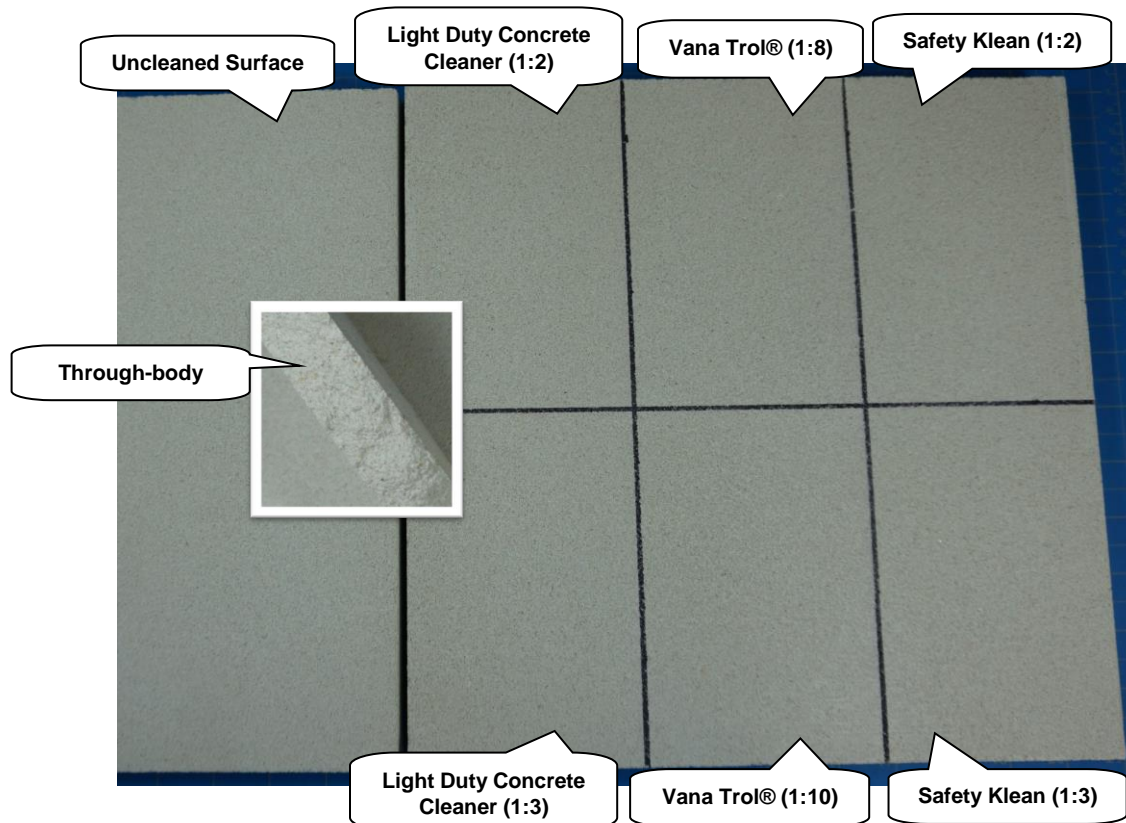 Uncleaned Surface
Light Duty Concrete
Cleaner (1:2)
Vana Trol® (1:8)
Safety Klean (1:2)
Through-body
Light Duty Concrete
Cleaner (1:3)
Vana Trol® (1:10)
Safety Klean (1:3)